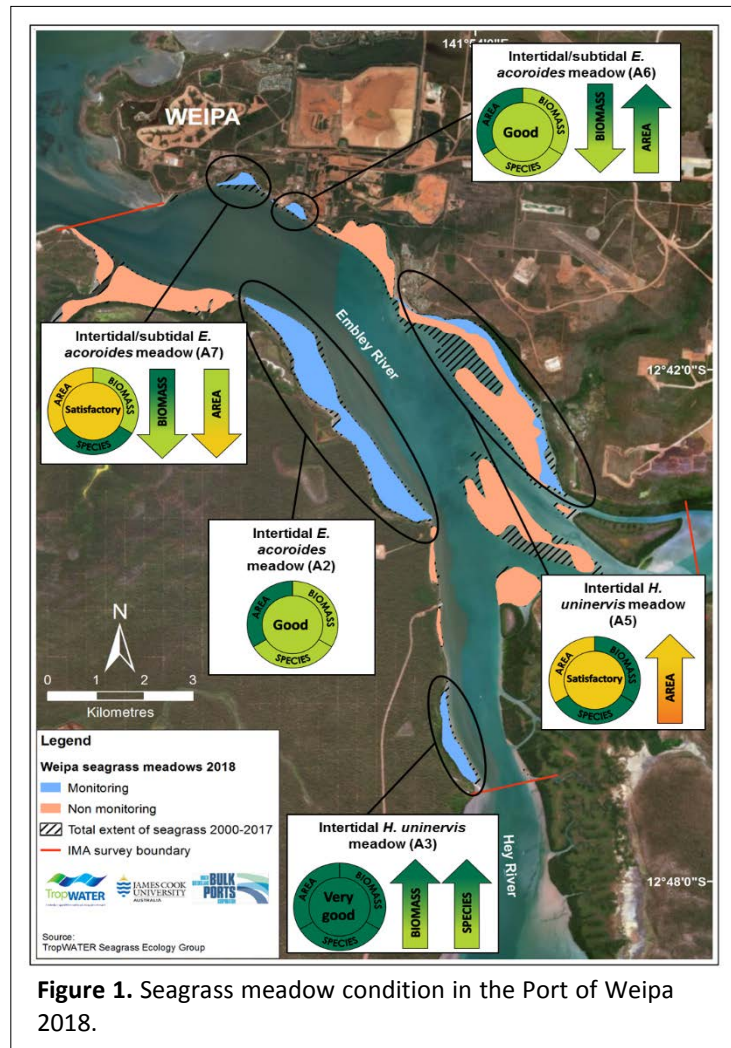 141°54'0"E
WEIPA
Intertidal/subtidal E.
acoroides meadow (A6)
AREA
BIOMASS
SPECIES
Good
BIOMASS
AREA
Embley River
12°42'0"S
Intertidal/subtidal E.
acoroides meadow (A7)
AREA
BIOMASS
SPECIES
Satisfactory
BIOMASS
AREA
Intertidal E.
acoroides
meadow (A2)
AREA
BIOMASS
SPECIES
Good
Intertidal H.
uninervis meadow
(A5)
AREA
BIOMASS
SPECIES
Satisfactory
AREA
N
0 1 2 3
Kilometres
Legend
Weipa seagrass meadows 2018
Monitoring
Non monitoring
Total extent of seagrass 2000-2017
IMA survey boundary
TropWATER
JAMES COOK
UNIVERSITY
AUSTRALIA
NORTH QUEENSLAND
BULK
PORTS
CORPORATION
Source:
TropWATER Seagrass Ecology Group
Intertidal H. uninervis
meadow (A3)
AREA
BIOMASS
SPECIES
Very
good
BIOMASS
SPECIES
Hey River
12°48'0"S
Figure 1. Seagrass meadow condition in the Port of Weipa
2018.